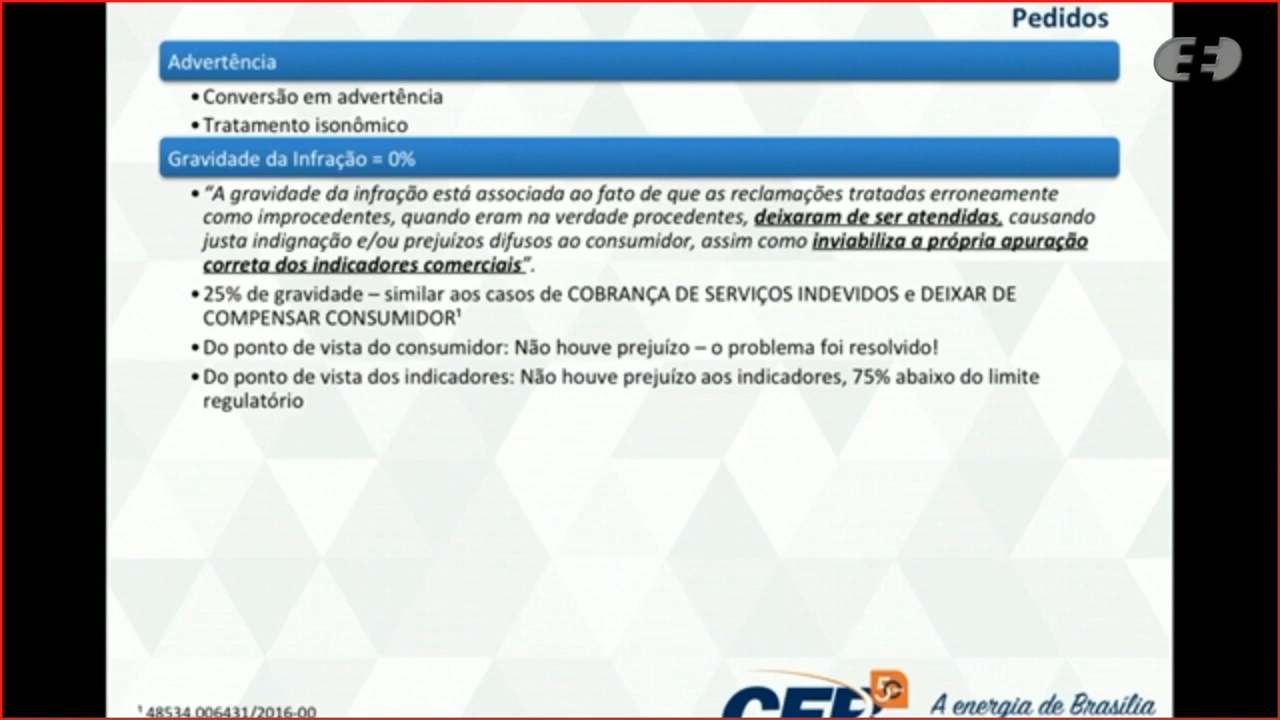 Pedidos
Advertência
•Conversão em advertência
•Tratamento isonômico
Gravidade da Infração = 0%
•“A gravidade da infração está associada ao fato de que as reclamações tratadas erroneamente
como improcedentes, quando eram na verdade procedentes, deixaram de ser atendidas, causando
justa indignação e/ou prejuízos difusos ao consumidor, assim como inviabiliza a própria apuração
correta dos indicadores comerciais”.
•25% de gravidade – similar aos casos de COBRANÇA DE SERVIÇOS INDEVIDOS e DEIXAR DE
COMPENSAR CONSUMIDOR¹
•Do ponto de vista do consumidor: Não houve prejuízo – o problema foi resolvido!
•Do ponto de vista dos indicadores: Não houve prejuízo aos indicadores, 75% abaixo do limite
regulatório
¹ 48534.006431/2016-00
CEB
A energia de Brasília